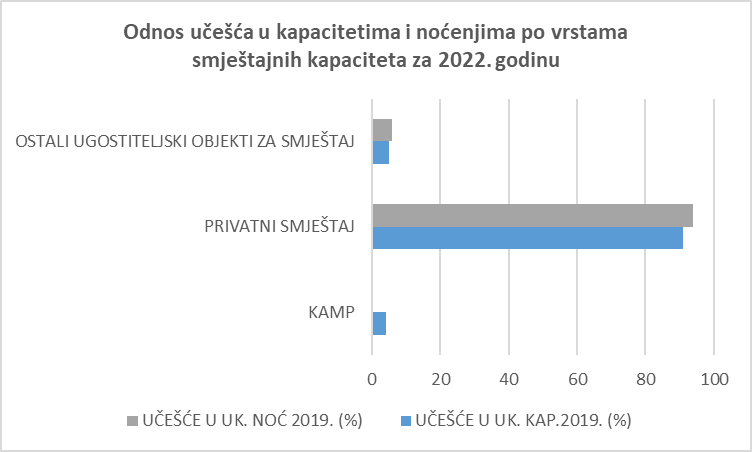 Odnos učešća u kapacitetima i noćenjima po vrstama
smještajnih kapaciteta za 2022. godinu
OSTALI UGOSTITELJSKI OBJEKTI ZA SMJEŠTAJ
PRIVATNI SMJEŠTAJ
KAMP
0 20 40 60 80 100
UČEŠĆE U UK. NOĆ 2019. (%) UČEŠĆE U UK. KAP.2019. (%)